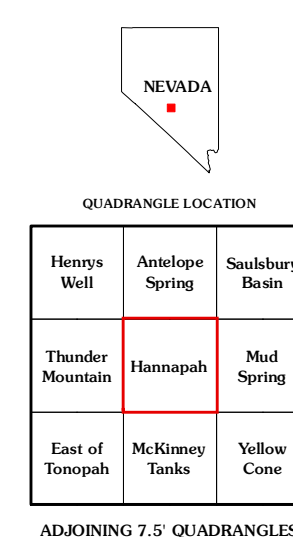 NEVADA
QUADRANGLE LOCATION
Henrys Well
Antelope Spring
Saulsbury Basin
Thunder Mountain
Hannapah
Mud Spring
East of Tonopah
McKinney Tanks
Yellow Cone
ADJOINING 7.5' QUADRANGLES